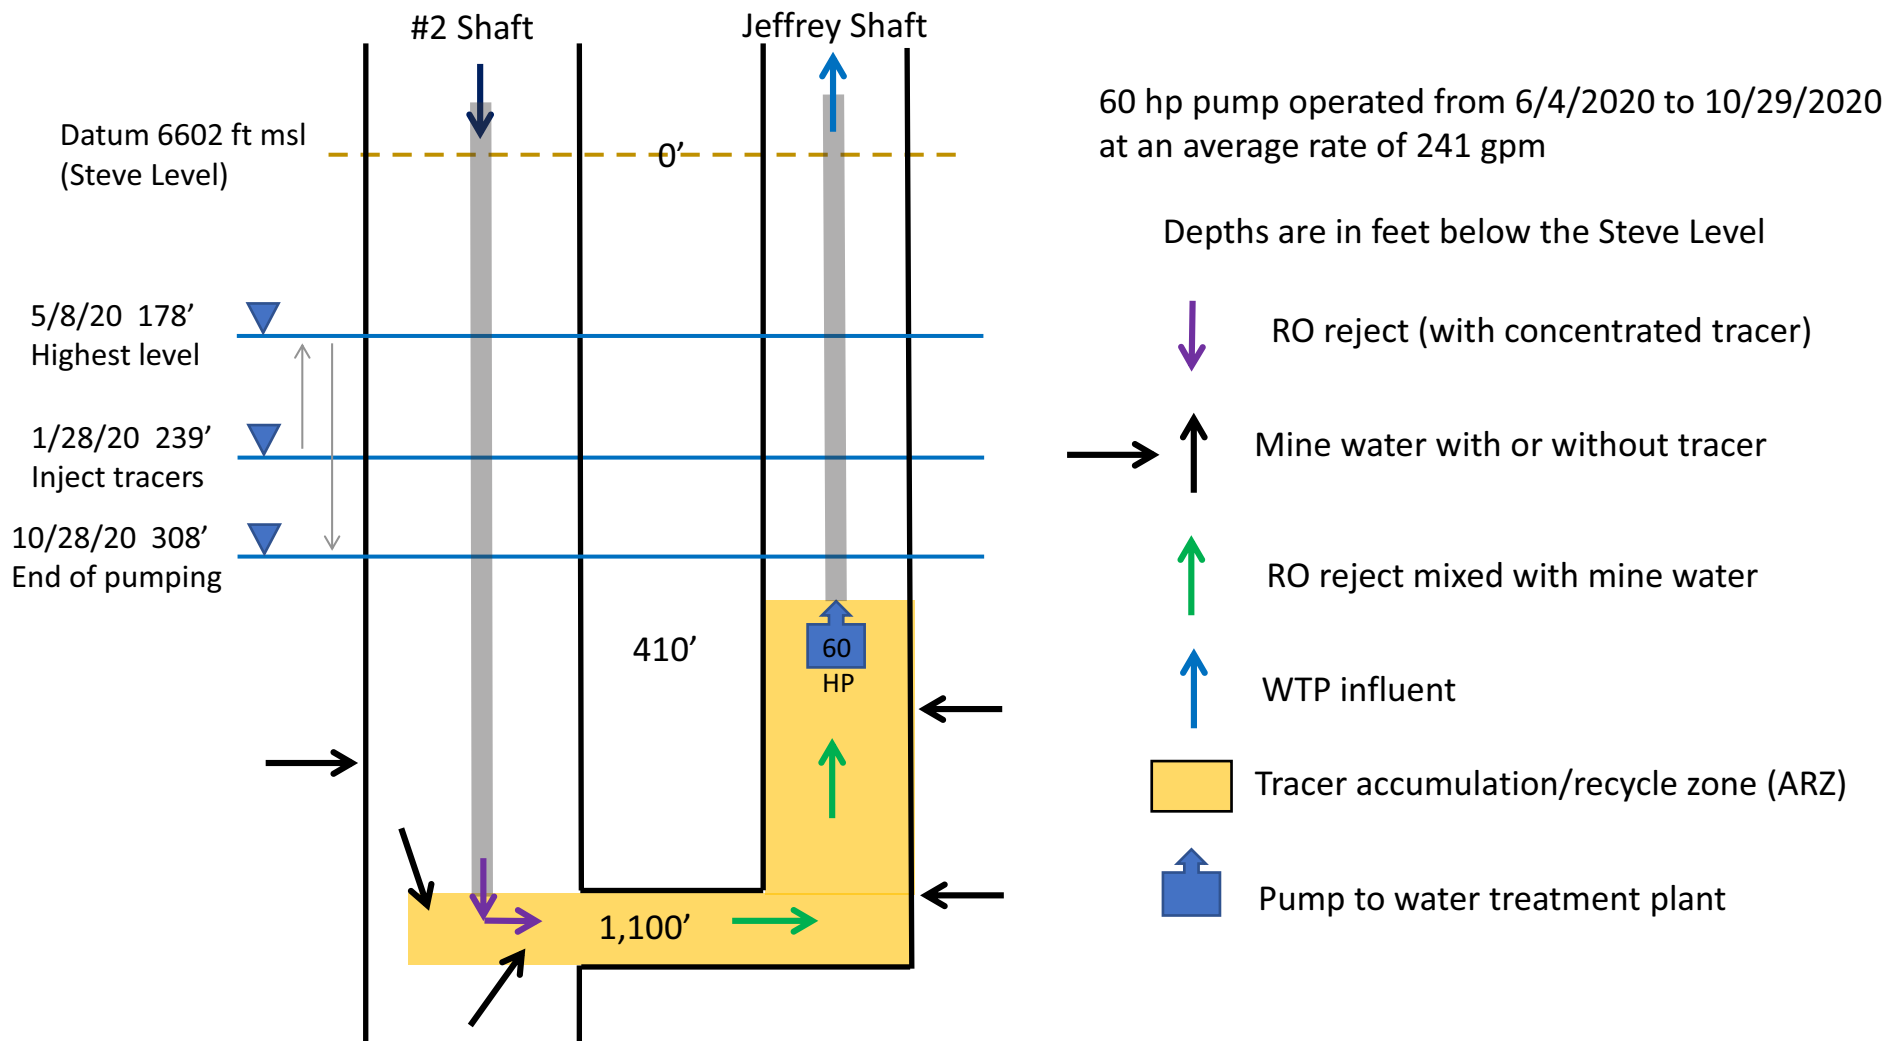 #2 Shaft
Jeffrey Shaft
Datum 6602 ft msl
(Steve Level)
0’
5/8/20 178’
Highest level
1/28/20 239’
Inject tracers
10/28/20 308’
End of pumping
410’
60
HP
1,100’
60 hp pump operated from 6/4/2020 to 10/29/2020
at an average rate of 241 gpm
Depths are in feet below the Steve Level
RO reject (with concentrated tracer)
Mine water with or without tracer
RO reject mixed with mine water
WTP influent
Tracer accumulation/recycle zone (ARZ)
Pump to water treatment plant